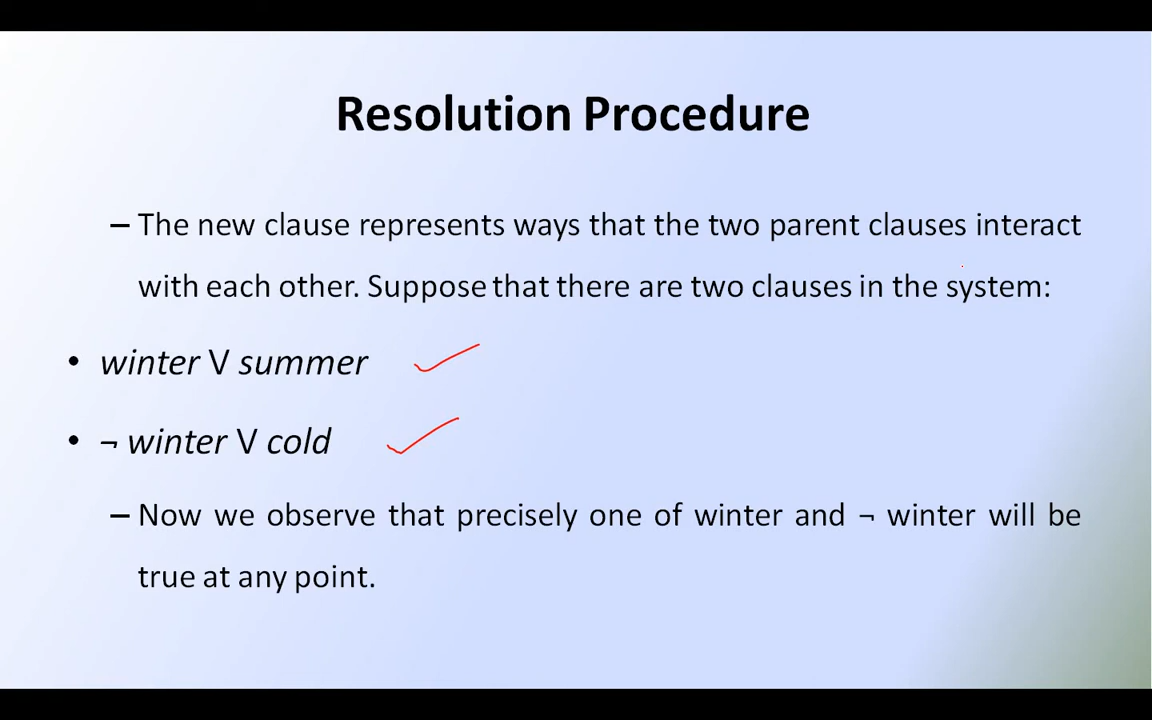 Resolution Procedure
– The new clause represents ways that the two parent clauses interact
with each other. Suppose that there are two clauses in the system:
• winter V summer
• ¬ winter V cold
– Now we observe that precisely one of winter and ¬ winter will be
true at any point.